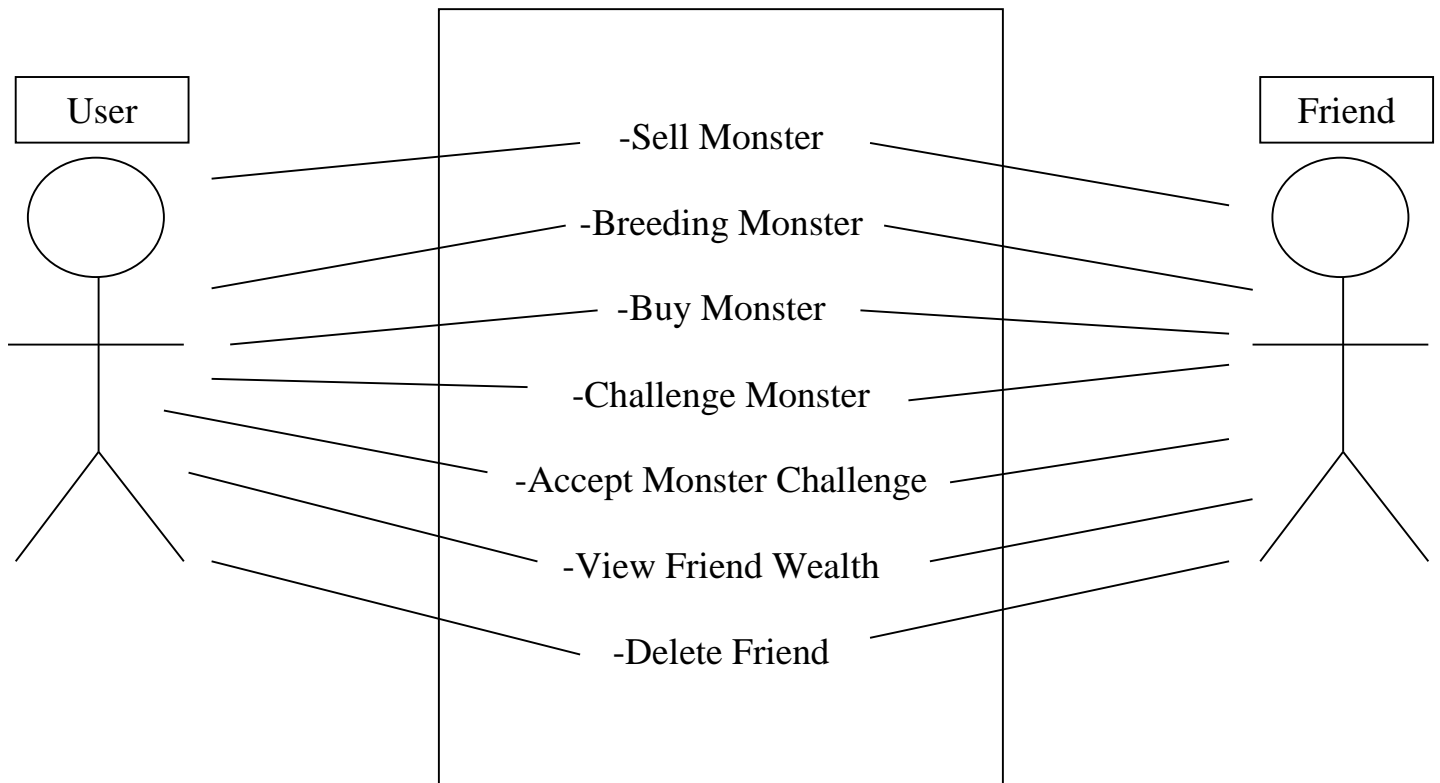 User
Friend
-Sell Monster
-Breeding Monster
-Buy Monster
-Challenge Monster
-Accept Monster Challenge
-View Friend Wealth
-Delete Friend